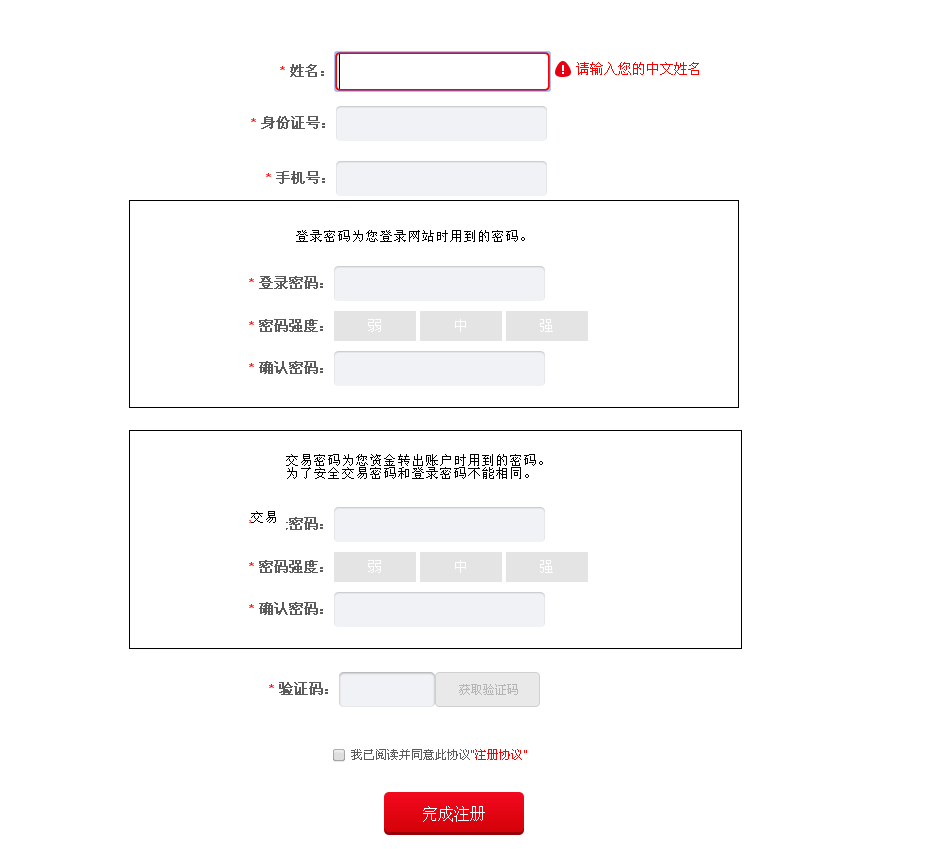 * 姓名： 请输入您的中文姓名
* 身份证号：
* 手机号：
登录密码为您登录网站时用到的密码。
* 登录密码：
* 密码强度： 弱 中 强
* 确认密码：
交易密码为您资金转出账户时用到的密码。
为了安全交易密码和登录密码不能相同。
交易密码：
* 密码强度： 弱 中 强
* 确认密码：
* 验证码： 获取验证码
我已阅读并同意此协议"注册协议"
完成注册